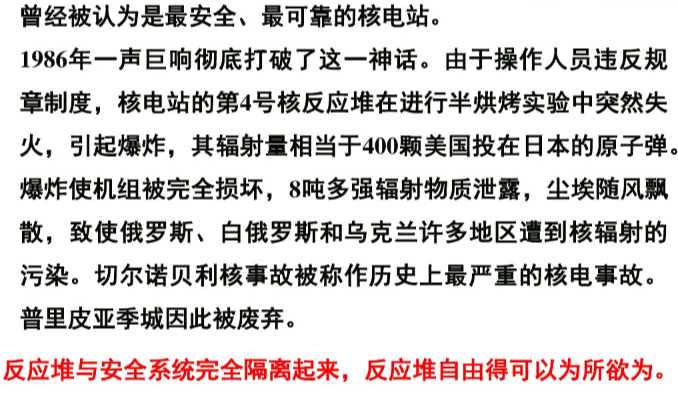 曾经被认为是最安全、最可靠的核电站。
1986年一声巨响彻底打破了这一神话。由于操作人员违反规
章制度，核电站的第4号核反应堆在进行半烘烤实验中突然失
火，引起爆炸，其辐射量相当于400颗美国投在日本的原子弹。
爆炸使机组被完全损坏，8吨多强辐射物质泄露，尘埃随风飘
散，致使俄罗斯、白俄罗斯和乌克兰许多地区遭到核辐射的
污染。切尔诺贝利核事故被称作历史上最严重的核电事故。
普里皮亚季城因此被废弃。
反应堆与安全系统完全隔离起来，反应堆自由得可以为所欲为。